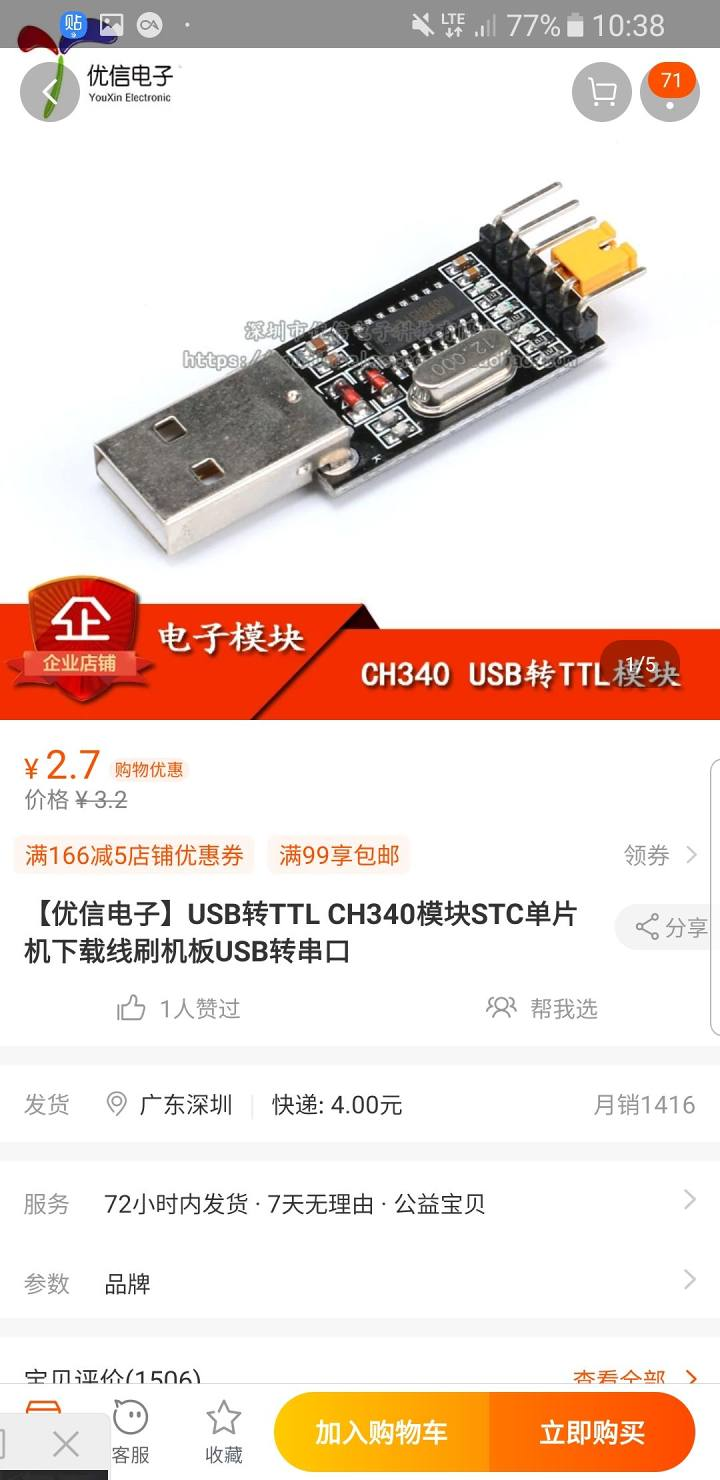 贴
LTE
77%
10:38
优信电子
YouXin Electronic
71
深圳市优信电子科技
https://
12.000
企
企业店铺
电子模块
CH340 USB转TTL模块
1/5
¥2.7 购物优惠
价格 ¥3.2
满166减5店铺优惠券 满99享包邮 领券
【优信电子】USB转TTL CH340模块STC单片
机下载线刷机板USB转串口
分享
1人赞过 帮我选
发货 广东深圳 快递: 4.00元 月销1416
服务 72小时内发货 · 7天无理由 · 公益宝贝
参数 品牌
宝贝评价(1506) 查看全部
客服 收藏 加入购物车 立即购买